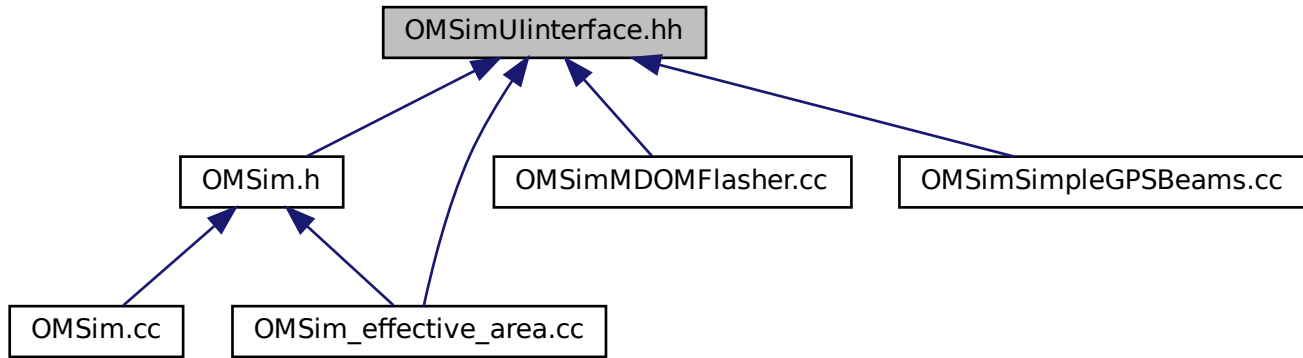 OMSimUIinterface.hh
OMSim.h
OMSimMDOMFlasher.cc
OMSimSimpleGPSBeams.cc
OMSim.cc
OMSim_effective_area.cc